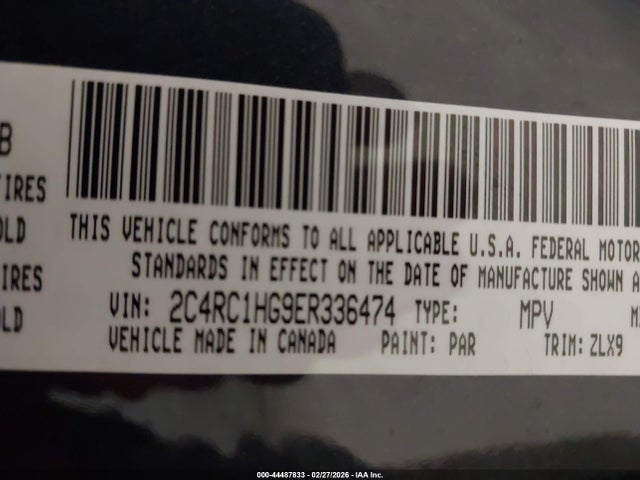 B
TIRES
OLD
TIRES
OLD
THIS VEHICLE CONFORMS TO ALL APPLICABLE U.S.A. FEDERAL MOTOR
STANDARDS IN EFFECT ON THE DATE OF MANUFACTURE SHOWN A
VIN: 2C4RC1HG9ER336474 TYPE: MPV
VEHICLE MADE IN CANADA PAINT: PAR TRIM: ZLX9
000-44487833 - 02/27/2026 - IAA Inc.